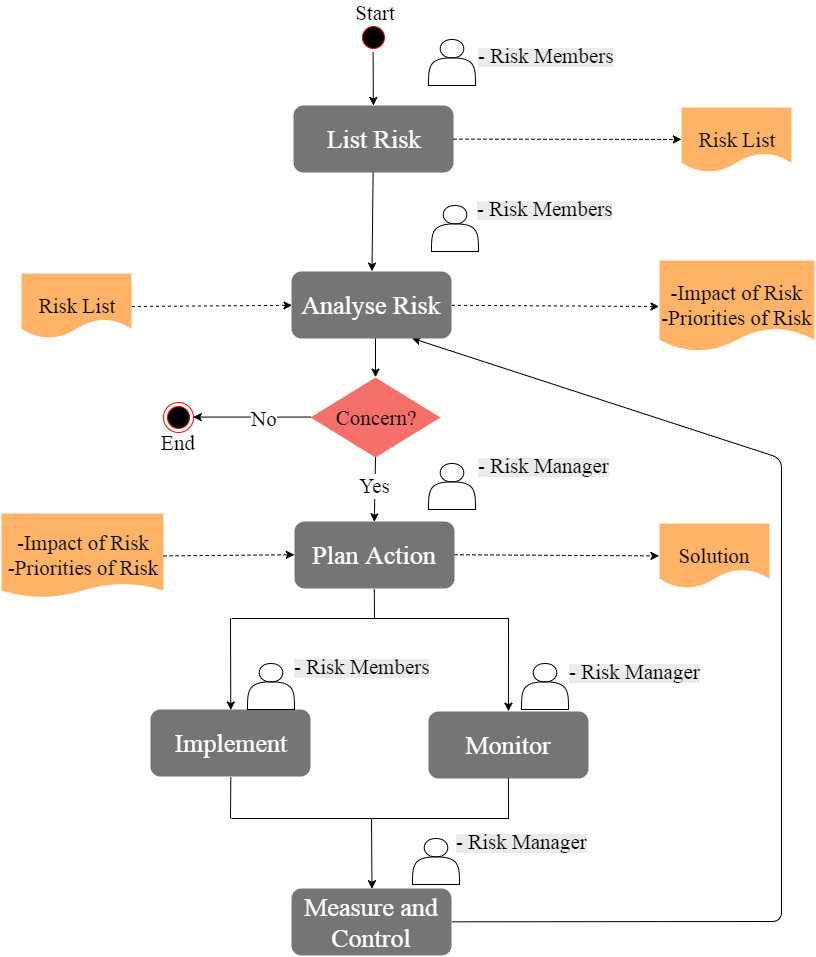 Start
- Risk Members
List Risk
Risk List
- Risk Members
Risk List
Analyse Risk
-Impact of Risk
-Priorities of Risk
Concern?
No
End
Yes
- Risk Manager
-Impact of Risk
-Priorities of Risk
Plan Action
Solution
- Risk Members
- Risk Manager
Implement
Monitor
- Risk Manager
Measure and
Control